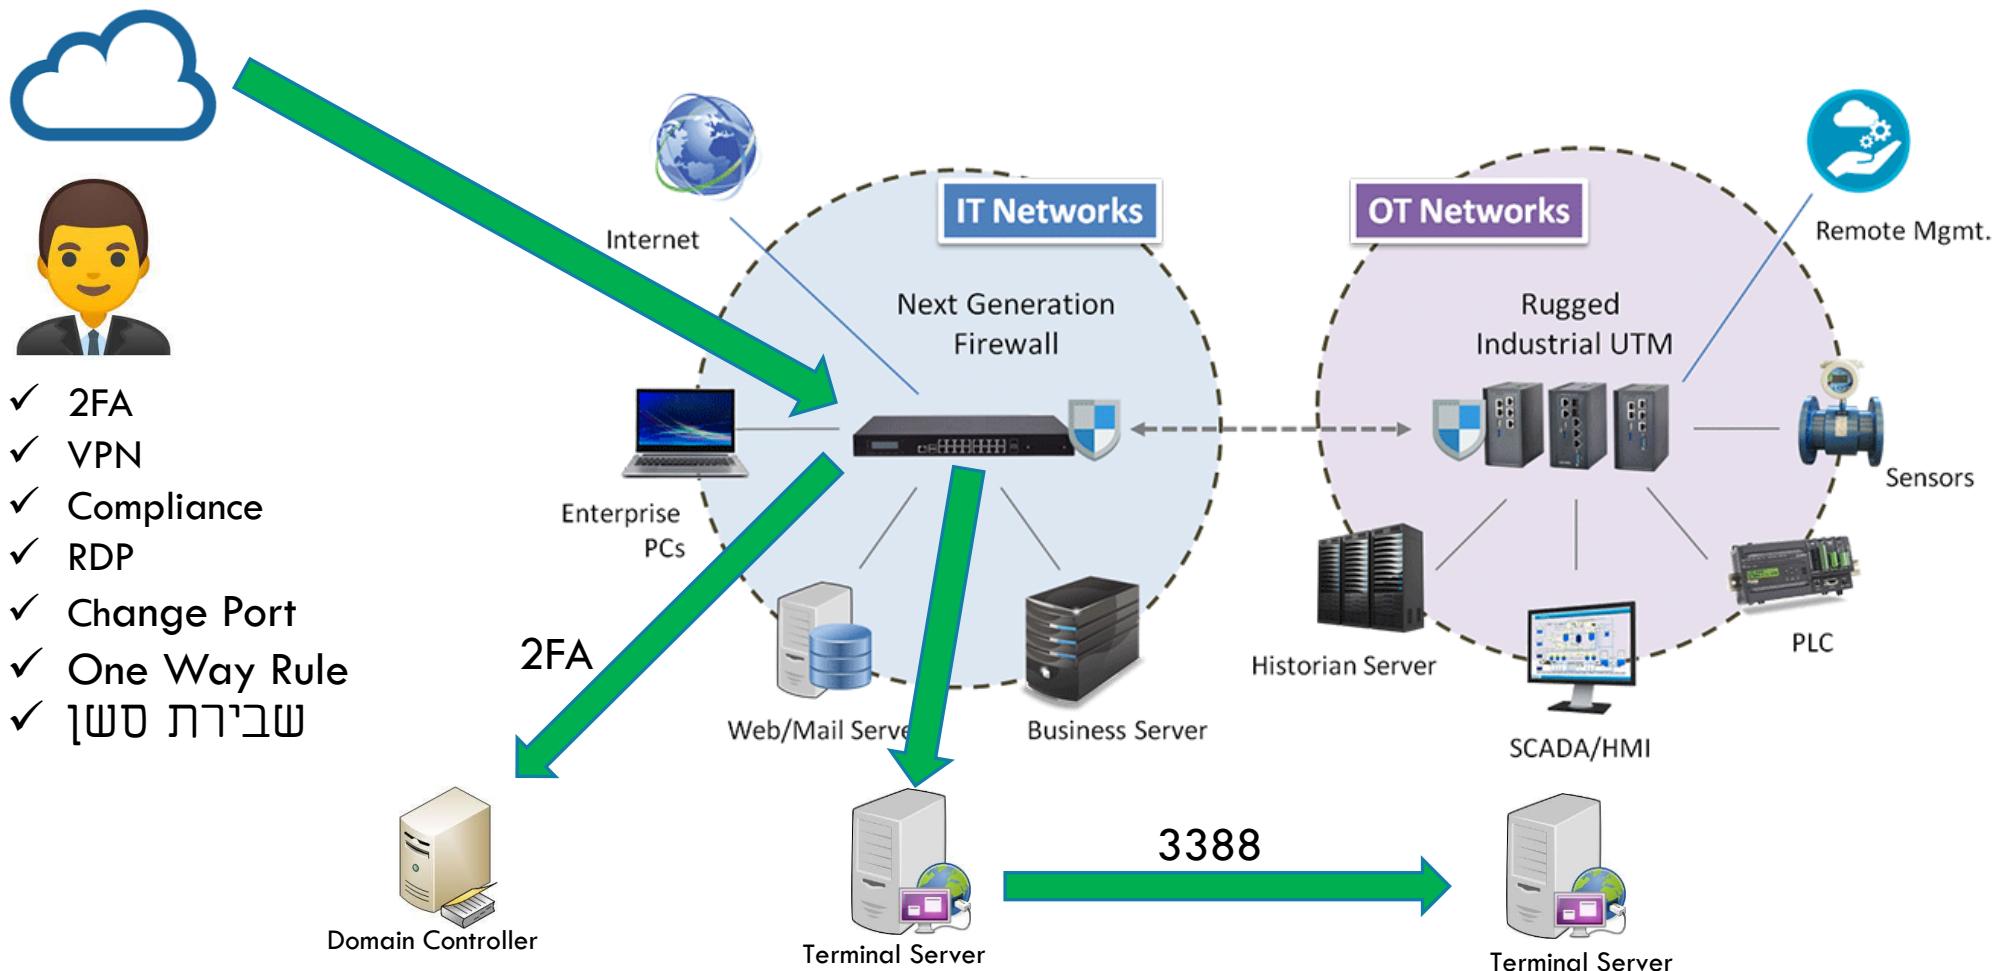 IT Networks
OT Networks
Internet
Remote Mgmt.
Next Generation
Firewall
Rugged
Industrial UTM
2FA
VPN
Compliance
RDP
Change Port
One Way Rule
שבירת סשן
Enterprise
PCs
Sensors
2FA
Web/Mail Serve
Business Server
Historian Server
SCADA/HMI
PLC
3388
Domain Controller
Terminal Server
Terminal Server